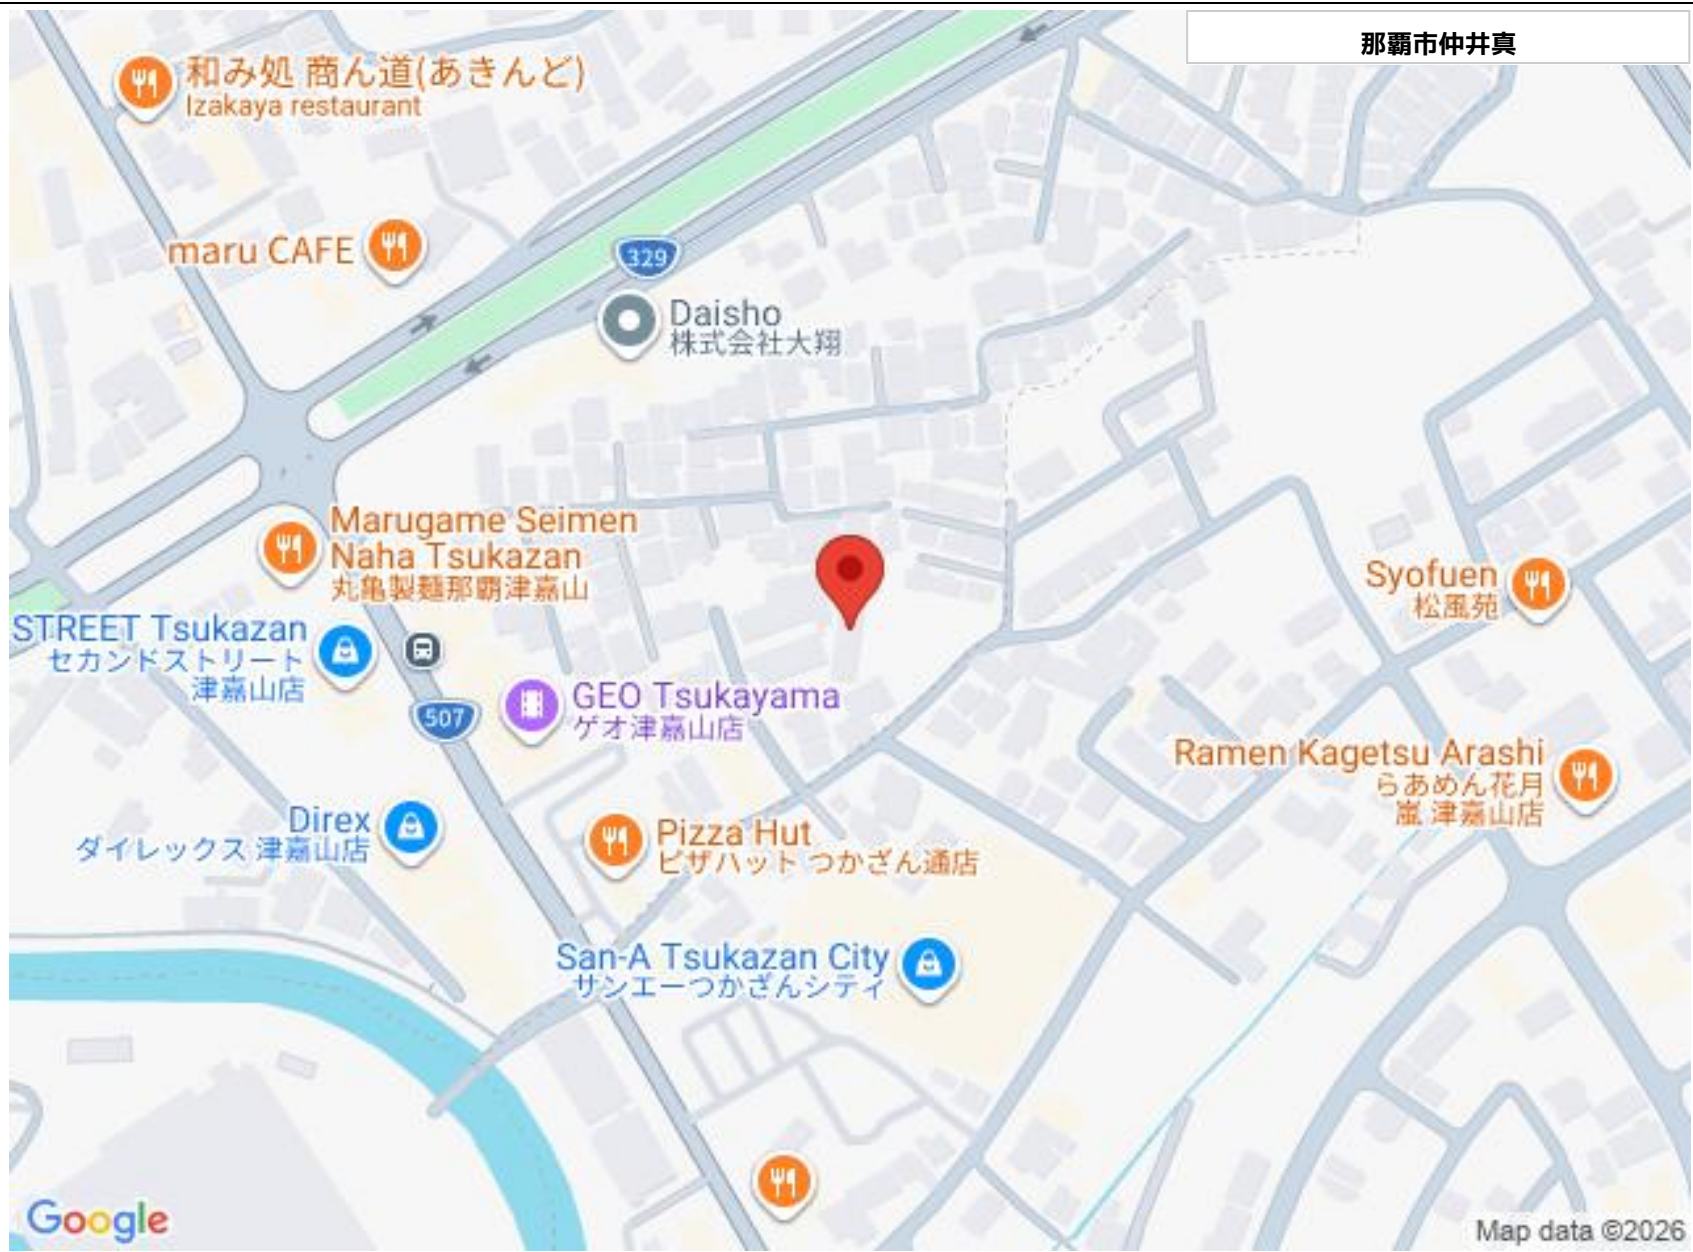 那覇市仲井真
和み処 商ん道(あきんど)
Izakaya restaurant
maru CAFE
329
Daisho
株式会社大翔
Marugame Seimen
Naha Tsukazan
丸亀製麺那覇津嘉山
STREET Tsukazan
セカンドストリート
津嘉山店
507
GEO Tsukayama
ゲオ津嘉山店
Syofuen
松風苑
Ramen Kagetsu Arashi
らあめん花月
嵐 津嘉山店
Direx
ダイレックス 津嘉山店
Pizza Hut
ピザハット つかざん通店
San-A Tsukazan City
サンエーつかざんシティ
Google
Map data ©2026